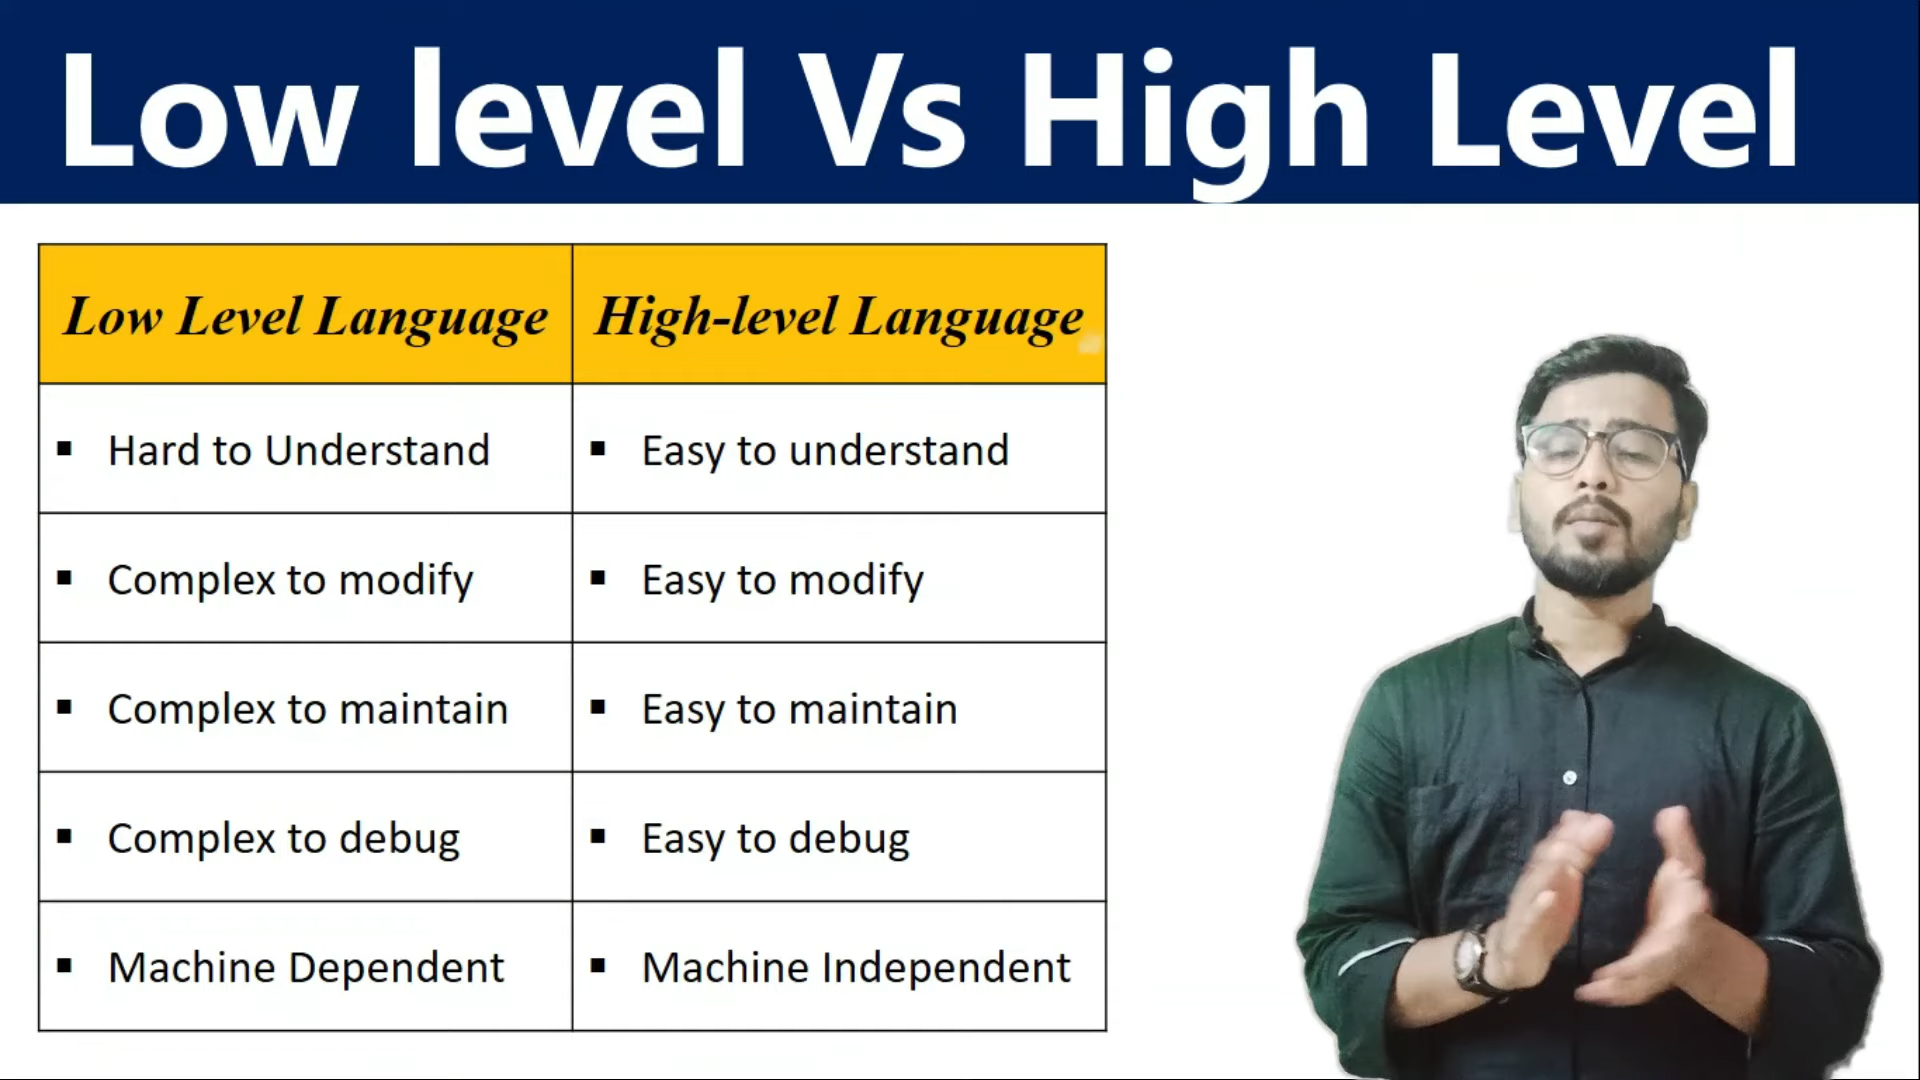 Low level Vs High Level
Low Level Language
High-level Language
▪ Hard to Understand
▪ Easy to understand
▪ Complex to modify
▪ Easy to modify
▪ Complex to maintain
▪ Easy to maintain
▪ Complex to debug
▪ Easy to debug
▪ Machine Dependent
▪ Machine Independent